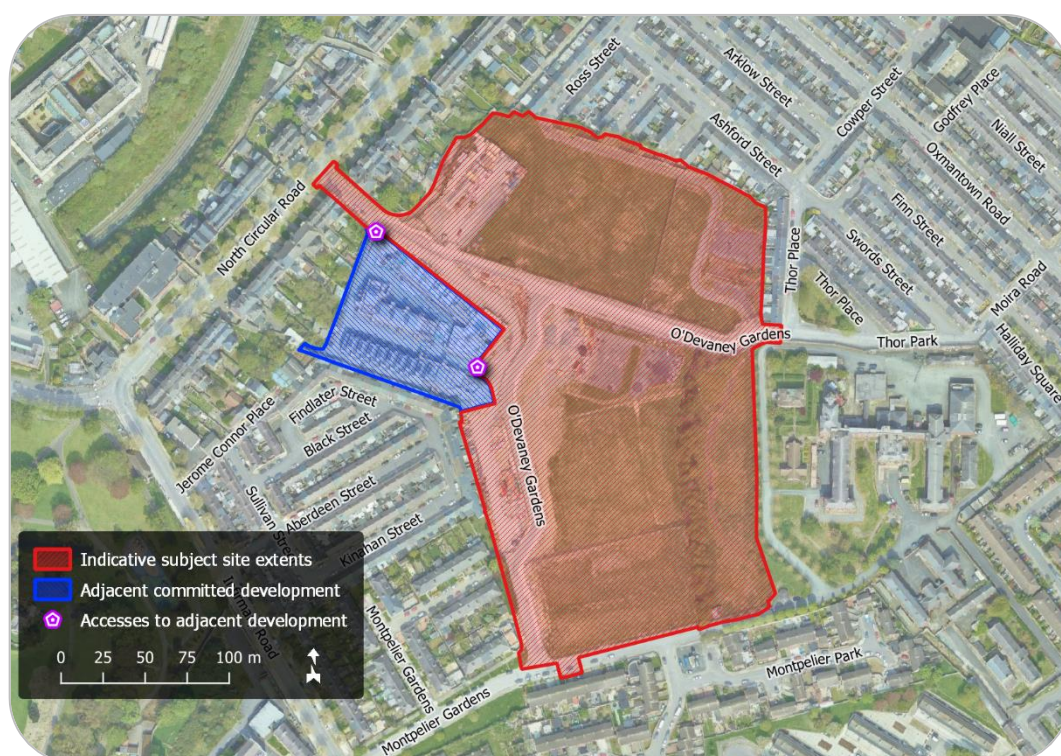 Ross Street
Arklow Street
Cowper Street
Godfrey Place
Niall Street
Ashford Street
Oxmantown Road
North Circular Road
Finn Street
Swords Street
Thor Place
Thor Place
Moira Road
O'Devaney Gardens
Thor Park
Halliday Square
Findlater Street
Jerome Connor Place
Black Street
O'Devaney Gardens
Aberdeen Street
Sullivan Street
Kinahan Street
Indicative subject site extents
Adjacent committed development
Accesses to adjacent development
0 25 50 75 100 m
Montpelier Gardens
Montpelier Park
Montpelier Gardens
Road